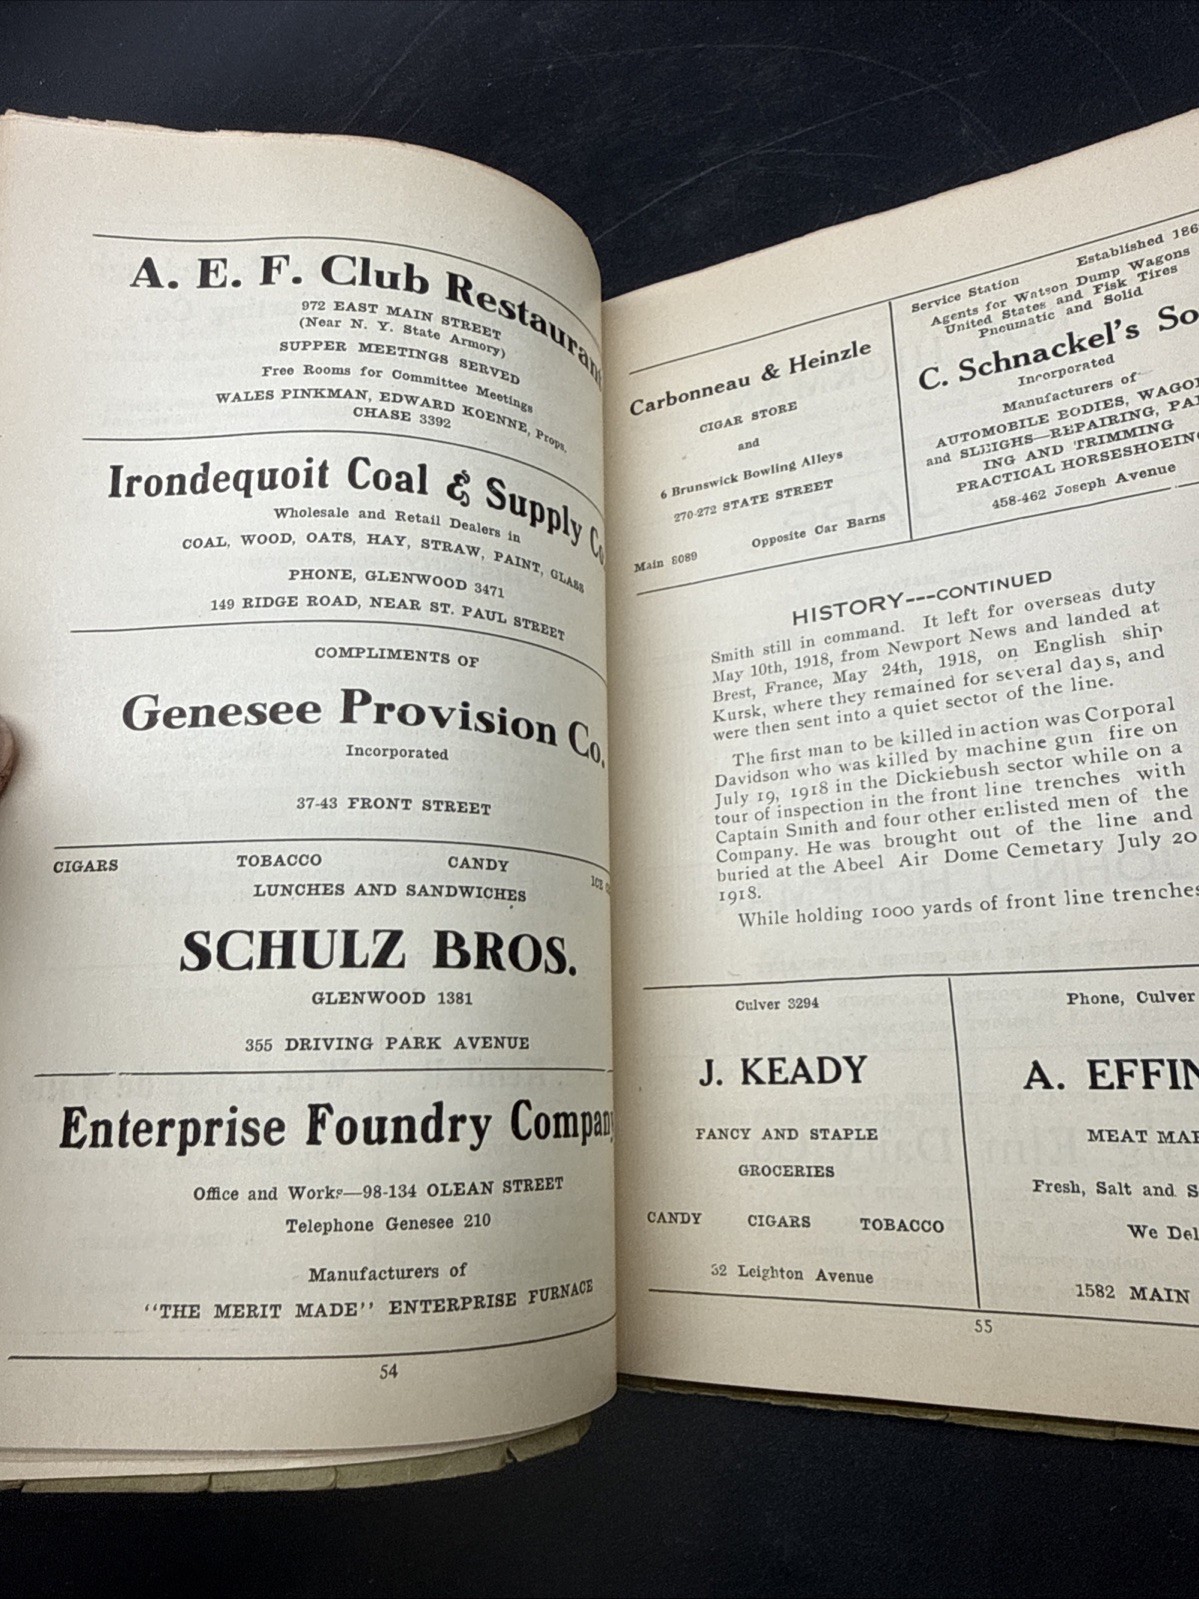 A. E. F. Club Restaurant
972 EAST MAIN STREET
(Near N. Y. State Armory)
SUPPER MEETINGS SERVED
Free Rooms for Committee Meetings
WALES PINKMAN, EDWARD KOENNE, Props.
CHASE 3392
Irondequoit Coal & Supply Co
Wholesale and Retail Dealers in
COAL, WOOD, OATS, HAY, STRAW, PAINT, GLASS
PHONE, GLENWOOD 3471
149 RIDGE ROAD, NEAR ST. PAUL STREET
COMPLIMENTS OF
Genesee Provision Co.
Incorporated
37-43 FRONT STREET
CIGARS TOBACCO CANDY ICE
LUNCHES AND SANDWICHES
SCHULZ BROS.
GLENWOOD 1381
355 DRIVING PARK AVENUE
Enterprise Foundry Company
Office and Works—98-134 OLEAN STREET
Telephone Genesee 210
Manufacturers of
"THE MERIT MADE" ENTERPRISE FURNACE
54
Carbonneau & Heinzle
CIGAR STORE
and
6 Brunswick Bowling Alleys
270-272 STATE STREET
Main 8089 Opposite Car Barns
Service Station Established 186
Agents for Watson Dump Wagons
United States and Fisk Tires
Pneumatic and Solid
C. Schnackel's So
Incorporated
Manufacturers of
AUTOMOBILE BODIES, WAGO
and SLEIGHS—REPAIRING, PA
ING AND TRIMMING
PRACTICAL HORSESHOEING
458-462 Joseph Avenue
HISTORY---CONTINUED
Smith still in command. It left for overseas duty
May 10th, 1918, from Newport News and landed at
Brest, France, May 24th, 1918, on English ship
Kursk, where they remained for several days, and
were then sent into a quiet sector of the line.
The first man to be killed in action was Corporal
Davidson who was killed by machine gun fire on
July 19, 1918 in the Dickiebush sector while on a
tour of inspection in the front line trenches with
Captain Smith and four other enlisted men of the
Company. He was brought out of the line and
buried at the Abeel Air Dome Cemetary July 20
1918.
While holding 1000 yards of front line trenches
Culver 3294
J. KEADY
FANCY AND STAPLE
GROCERIES
CANDY CIGARS TOBACCO
32 Leighton Avenue
Phone, Culver
A. EFFIN
MEAT MAR
Fresh, Salt and S
We Del
1582 MAIN
55